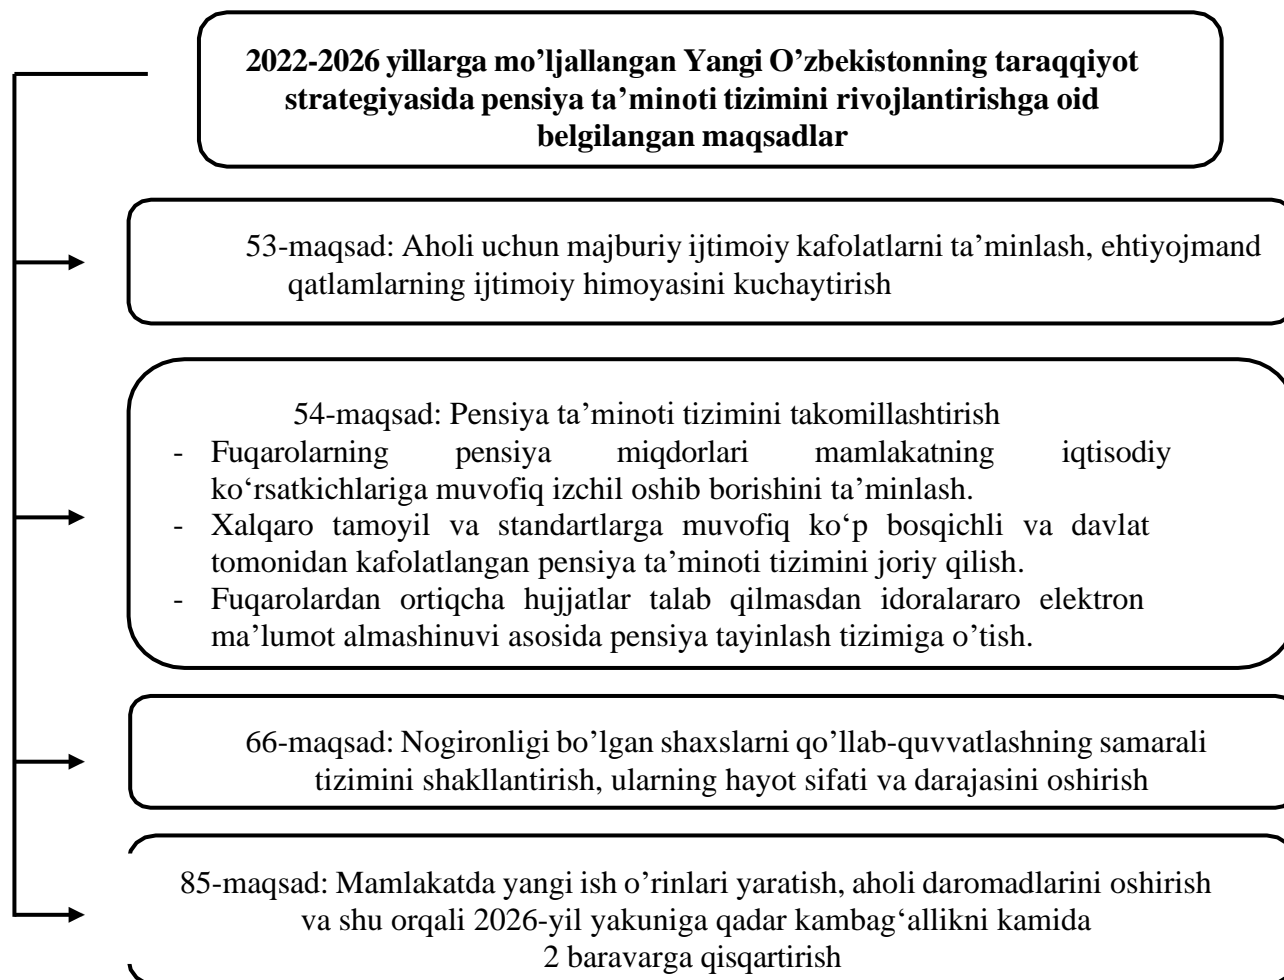 2022-2026 yillarga mo’ljallangan Yangi O’zbekistonning taraqqiyot
strategiyasida pensiya ta’minoti tizimini rivojlantirishga oid
belgilangan maqsadlar
53-maqsad: Aholi uchun majburiy ijtimoiy kafolatlarni ta’minlash, ehtiyojmand
qatlamlarning ijtimoiy himoyasini kuchaytirish
54-maqsad: Pensiya ta’minoti tizimini takomillashtirish
- Fuqarolarning pensiya miqdorlari mamlakatning iqtisodiy
ko‘rsatkichlariga muvofiq izchil oshib borishini ta’minlash.
- Xalqaro tamoyil va standartlarga muvofiq ko‘p bosqichli va davlat
tomonidan kafolatlangan pensiya ta’minoti tizimini joriy qilish.
- Fuqarolardan ortiqcha hujjatlar talab qilmasdan idoralararo elektron
ma’lumot almashinuvi asosida pensiya tayinlash tizimiga o’tish.
66-maqsad: Nogironligi bo’lgan shaxslarni qo’llab-quvvatlashning samarali
tizimini shakllantirish, ularning hayot sifati va darajasini oshirish
85-maqsad: Mamlakatda yangi ish o’rinlari yaratish, aholi daromadlarini oshirish
va shu orqali 2026-yil yakuniga qadar kambag‘allikni kamida
2 baravarga qisqartirish